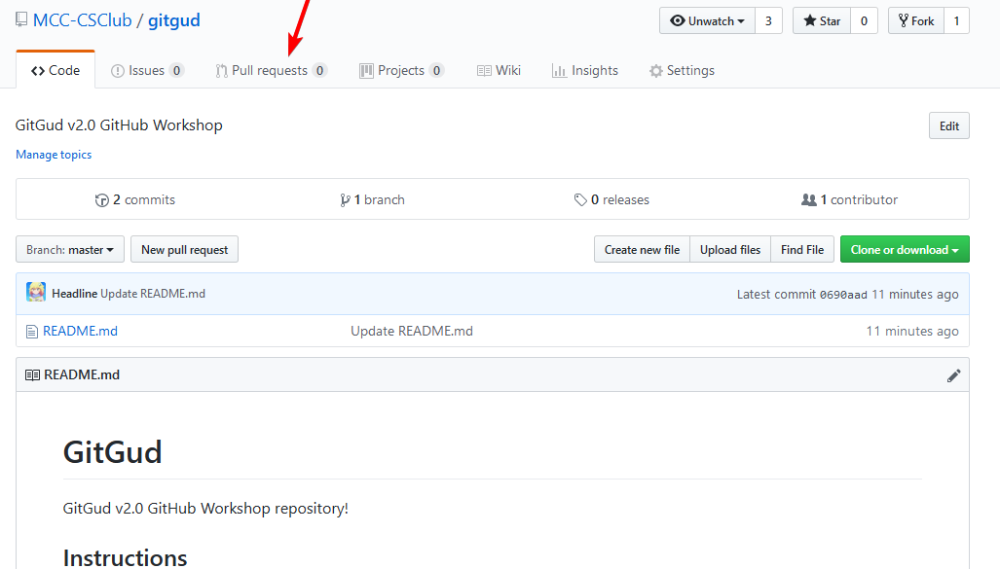 MCC-CSClub / gitgud
Unwatch 3 Star 0 Fork 1
Code Issues 0 Pull requests 0 Projects 0 Wiki Insights Settings
GitGud v2.0 GitHub Workshop
Edit
Manage topics
2 commits 1 branch 0 releases 1 contributor
Branch: master New pull request Create new file Upload files Find File Clone or download
Headline Update README.md Latest commit 0690aad 11 minutes ago
README.md Update README.md 11 minutes ago
README.md
GitGud
GitGud v2.0 GitHub Workshop repository!
Instructions